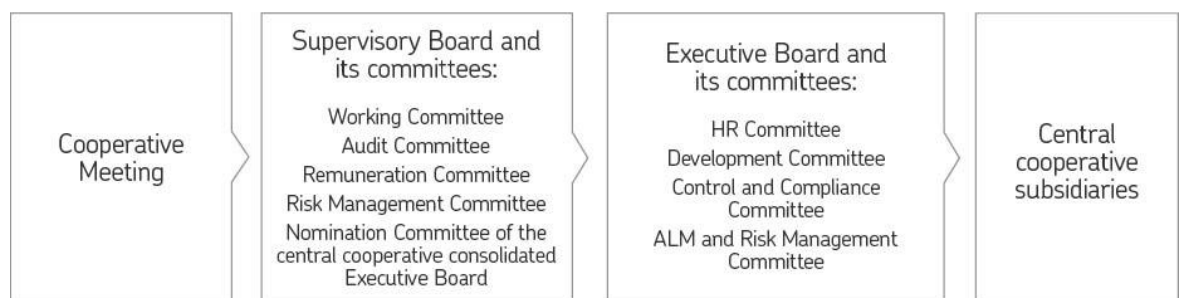 Cooperative
Meeting
Supervisory Board and
its committees:
Working Committee
Audit Committee
Remuneration Committee
Risk Management Committee
Nomination Committee of the
central cooperative consolidated
Executive Board
Executive Board and
its committees:
HR Committee
Development Committee
Control and Compliance
Committee
ALM and Risk Management
Committee
Central
cooperative
subsidiaries